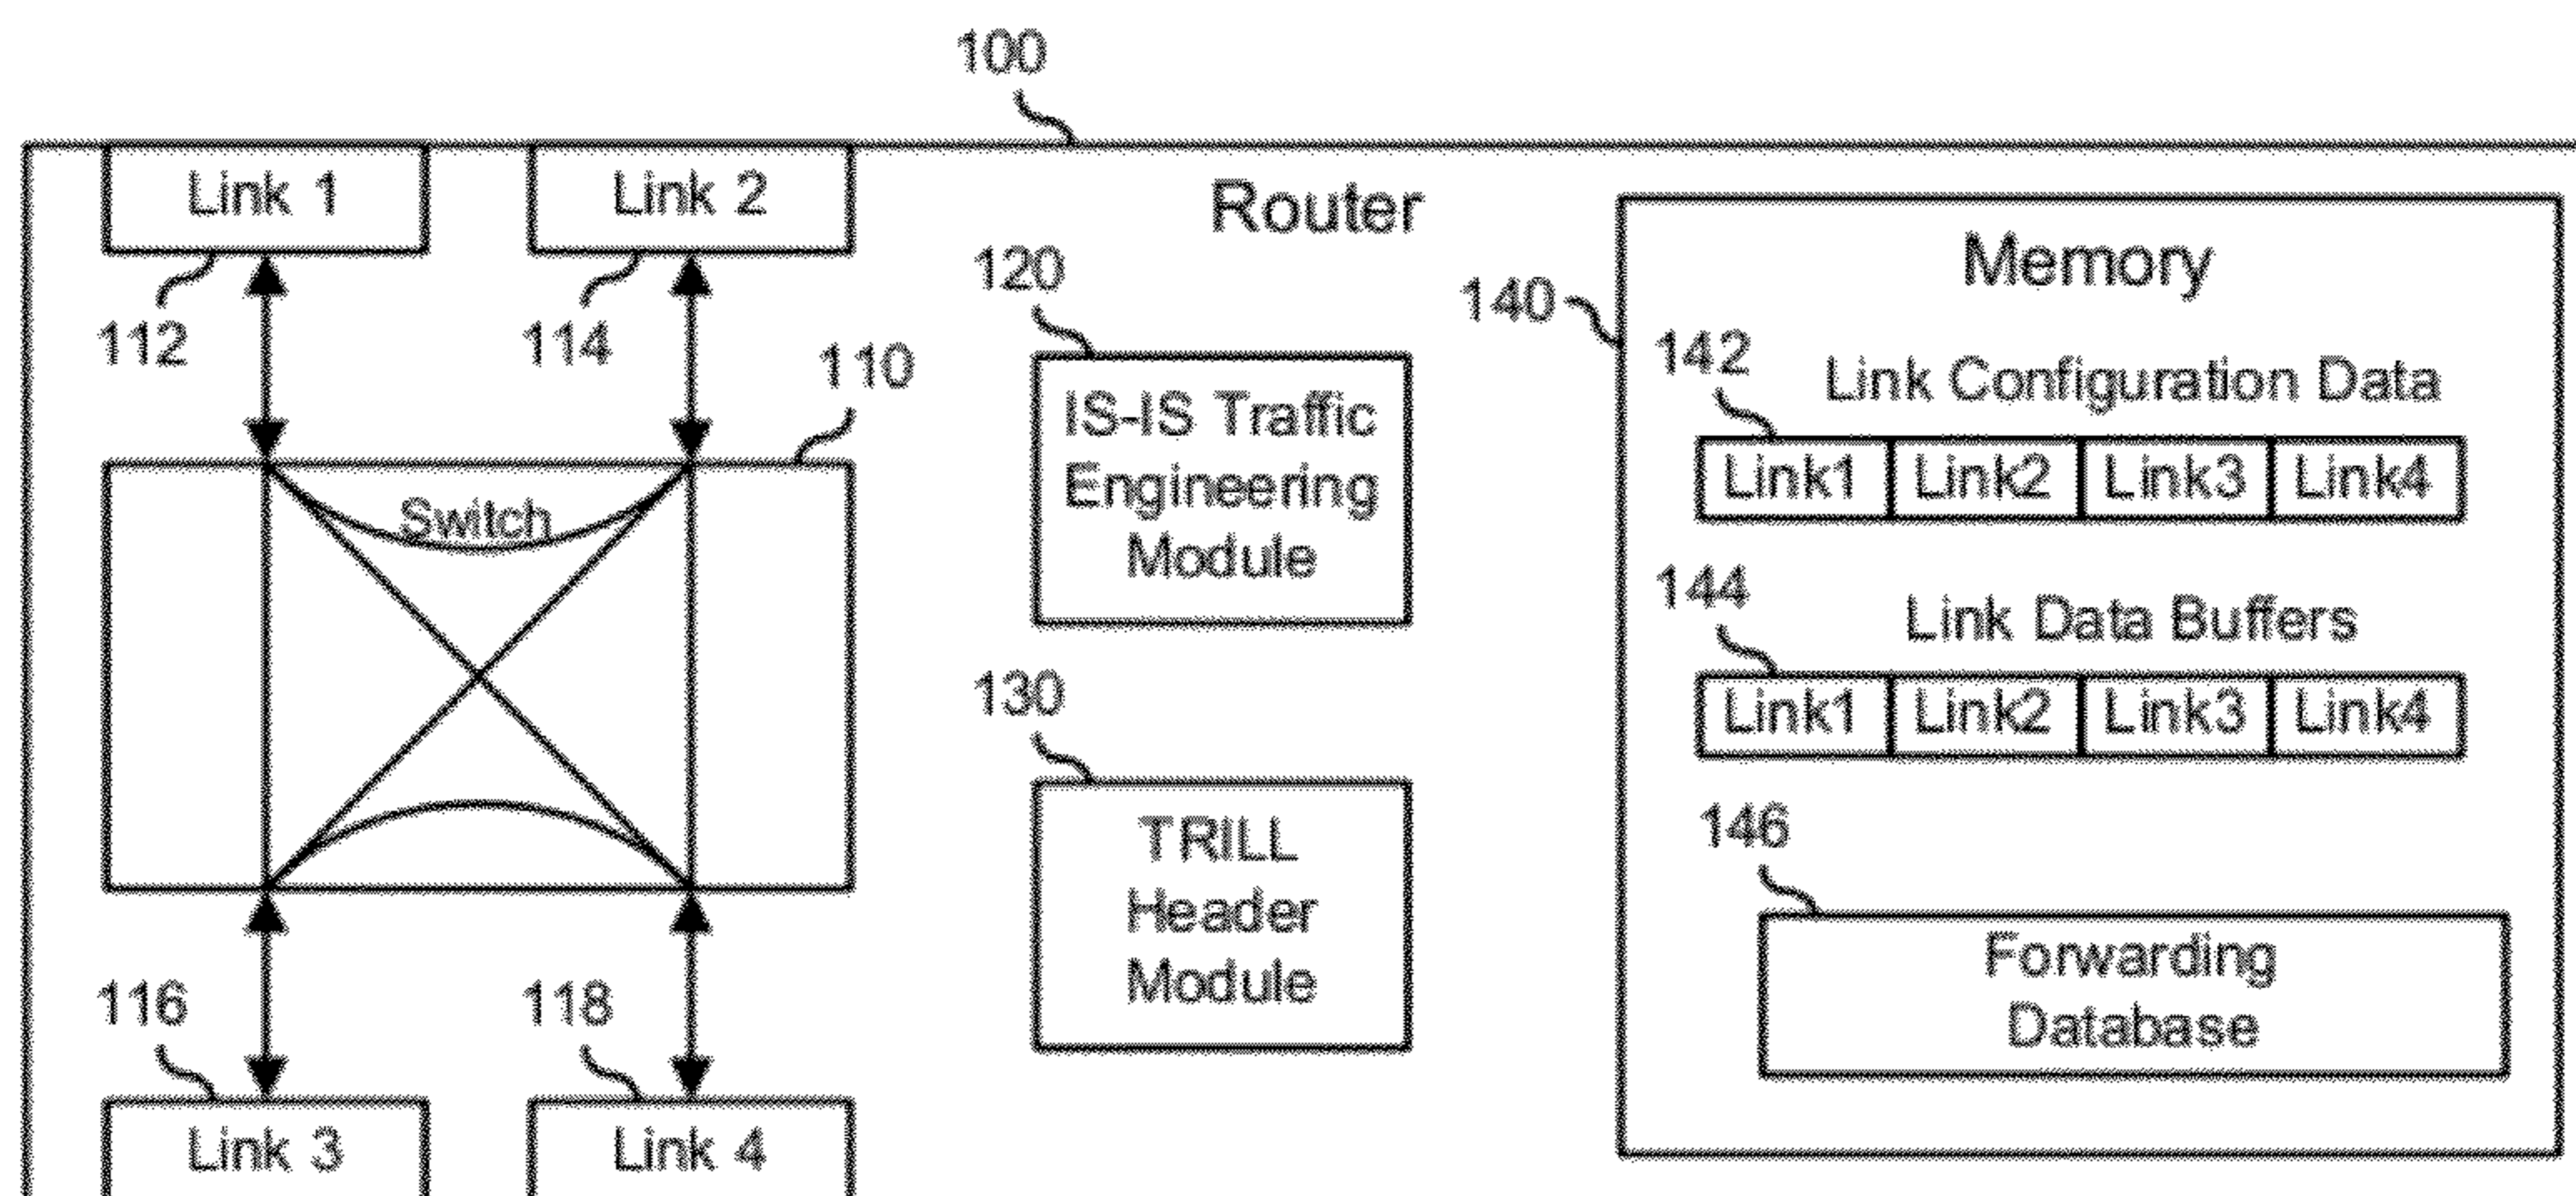 100
Link 1
Link 2
Router
112
114
110
Switch
116
118
Link 3
Link 4
120
IS-IS Traffic
Engineering
Module
130
TRILL
Header
Module
140
Memory
142
Link Configuration Data
Link1 Link2 Link3 Link4
144
Link Data Buffers
Link1 Link2 Link3 Link4
146
Forwarding
Database